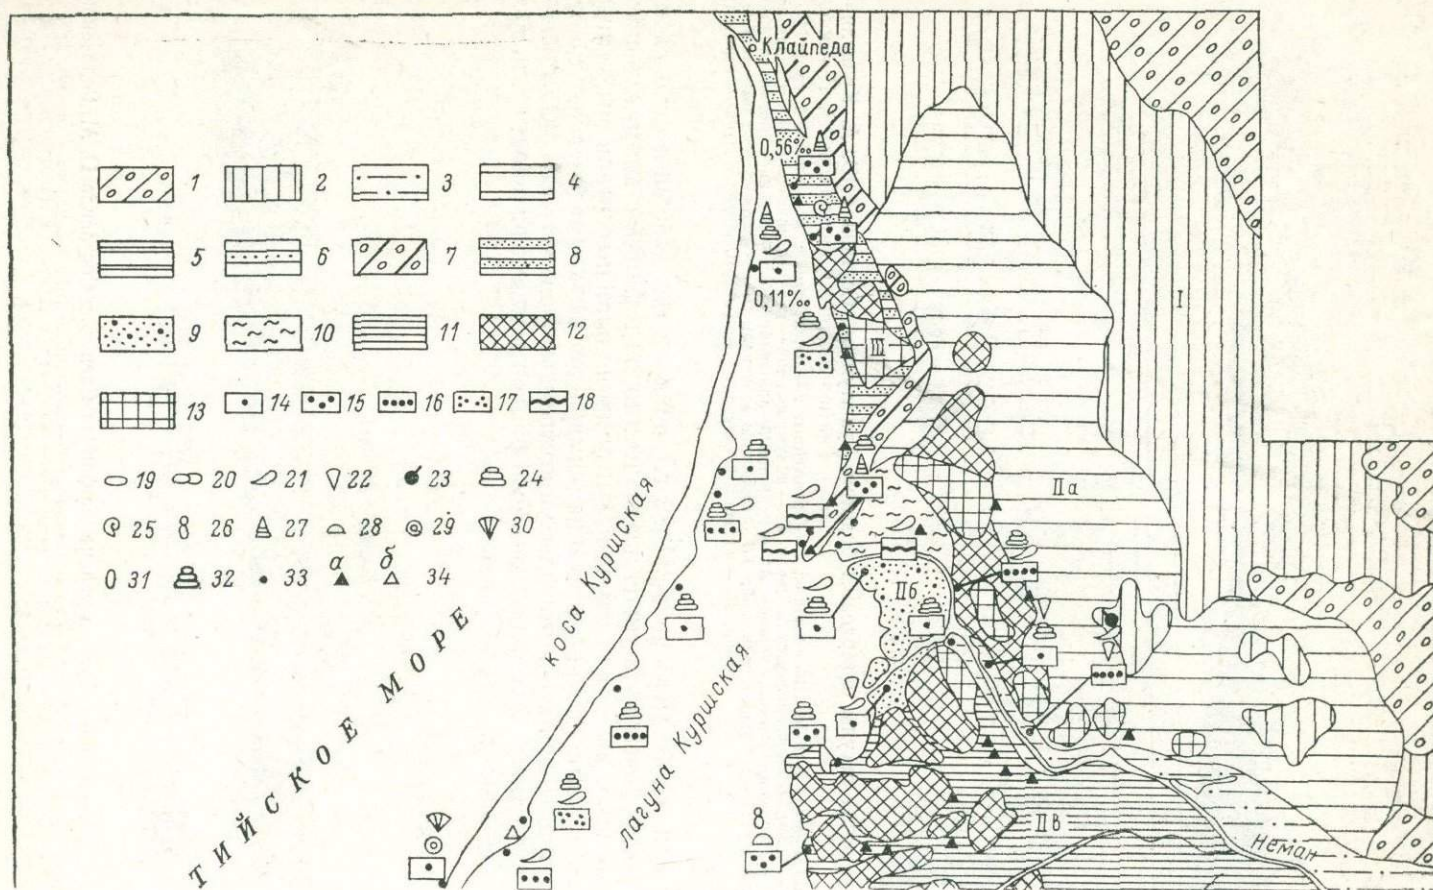 Клайпеда
1 2 3 4
0,56‰
5 6 7 8
I
0,11‰
9 10 11 12
III
13 14 15 16 17 18
19 20 21 22 23 24
IIа
25 26 27 28 29 30
а б
31 32 33 34
IIб
коса Куршская
ТИЙСКОЕ МОРЕ
лагуна Куршская
IIв
Неман